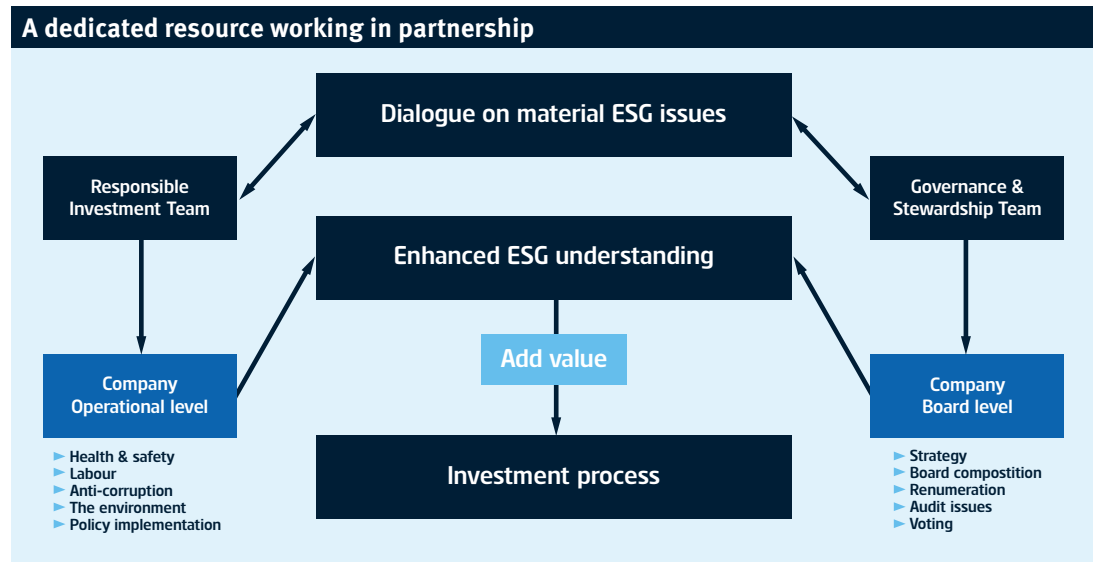 A dedicated resource working in partnership
Dialogue on material ESG issues
Responsible
Investment Team
Governance &
Stewardship Team
Enhanced ESG understanding
Add value
Company
Operational level
Company
Board level
Health & safety
Labour
Anti-corruption
The environment
Policy implementation
Investment process
Strategy
Board compostition
Renumeration
Audit issues
Voting